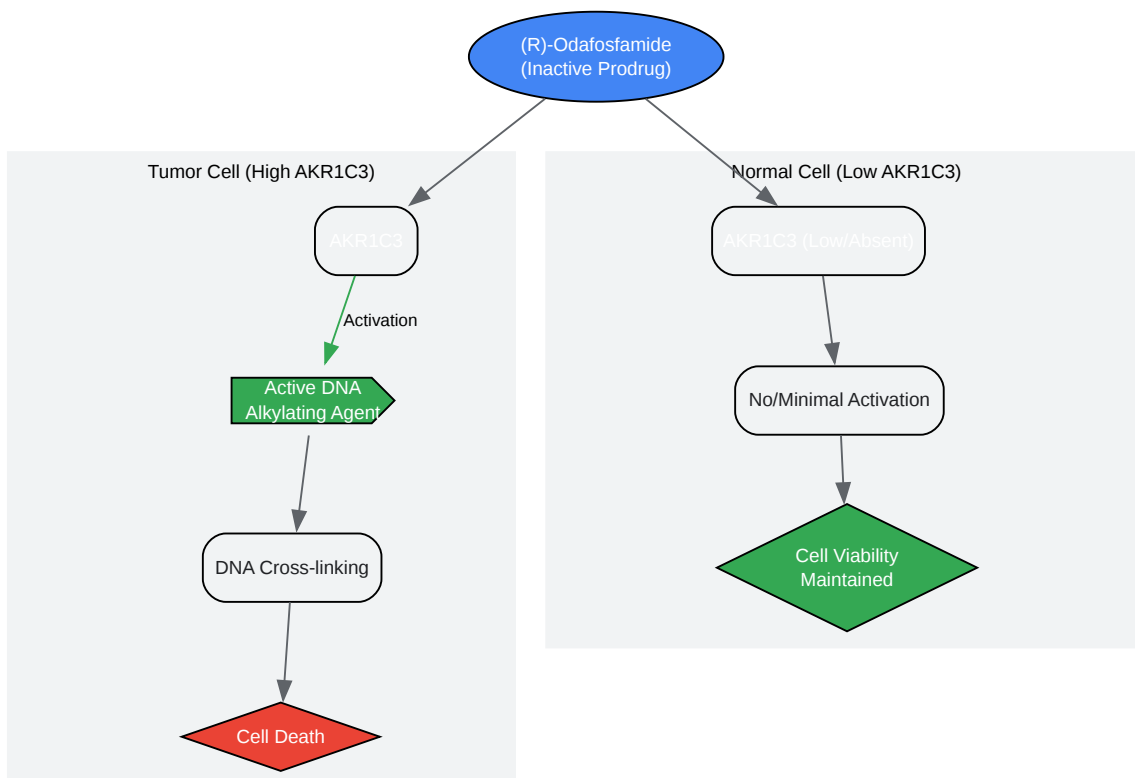 (R)-Odafosfamide
(Inactive Prodrug)
Tumor Cell (High AKR1C3)
AKR1C3
Activation
Active DNA
Alkylating Agent
DNA Cross-linking
Cell Death
Normal Cell (Low AKR1C3)
AKR1C3 (Low/Absent)
No/Minimal Activation
Cell Viability
Maintained